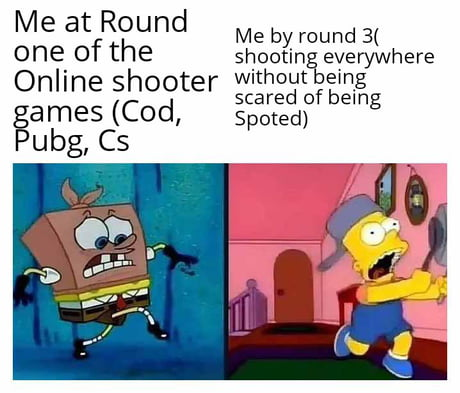 Me at Round
one of the
Online shooter
games (Cod,
Pubg, Cs
Me by round 3(
shooting everywhere
without being
scared of being
Spoted)